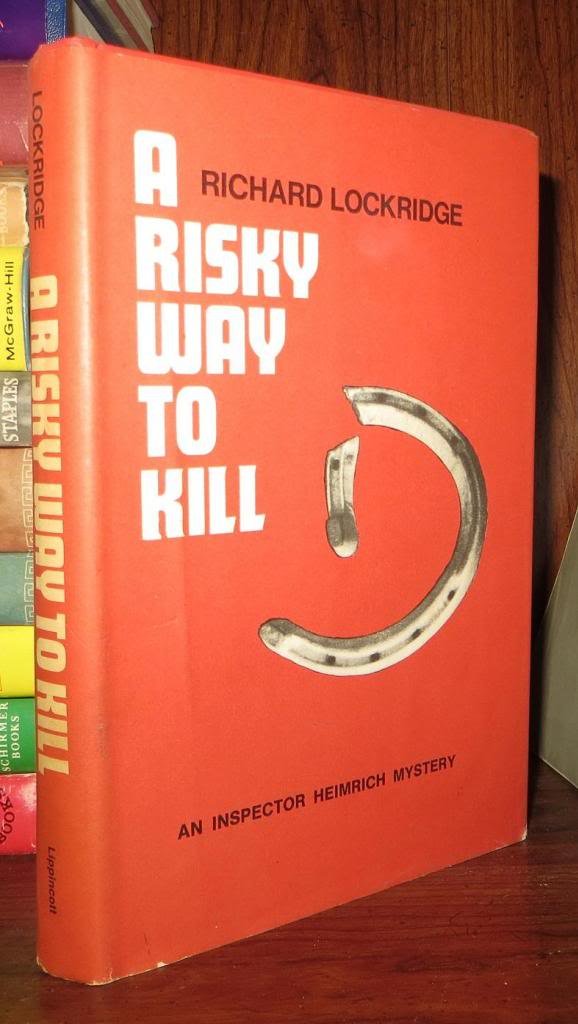 LOCKRIDGE
A RISKY WAY TO KILL
Lippincott
A
RISKY
WAY
TO
KILL
RICHARD LOCKRIDGE
AN INSPECTOR HEIMRICH MYSTERY
BOOKS
McGraw-Hill
STAPLES
SCHIRMER
BOOKS